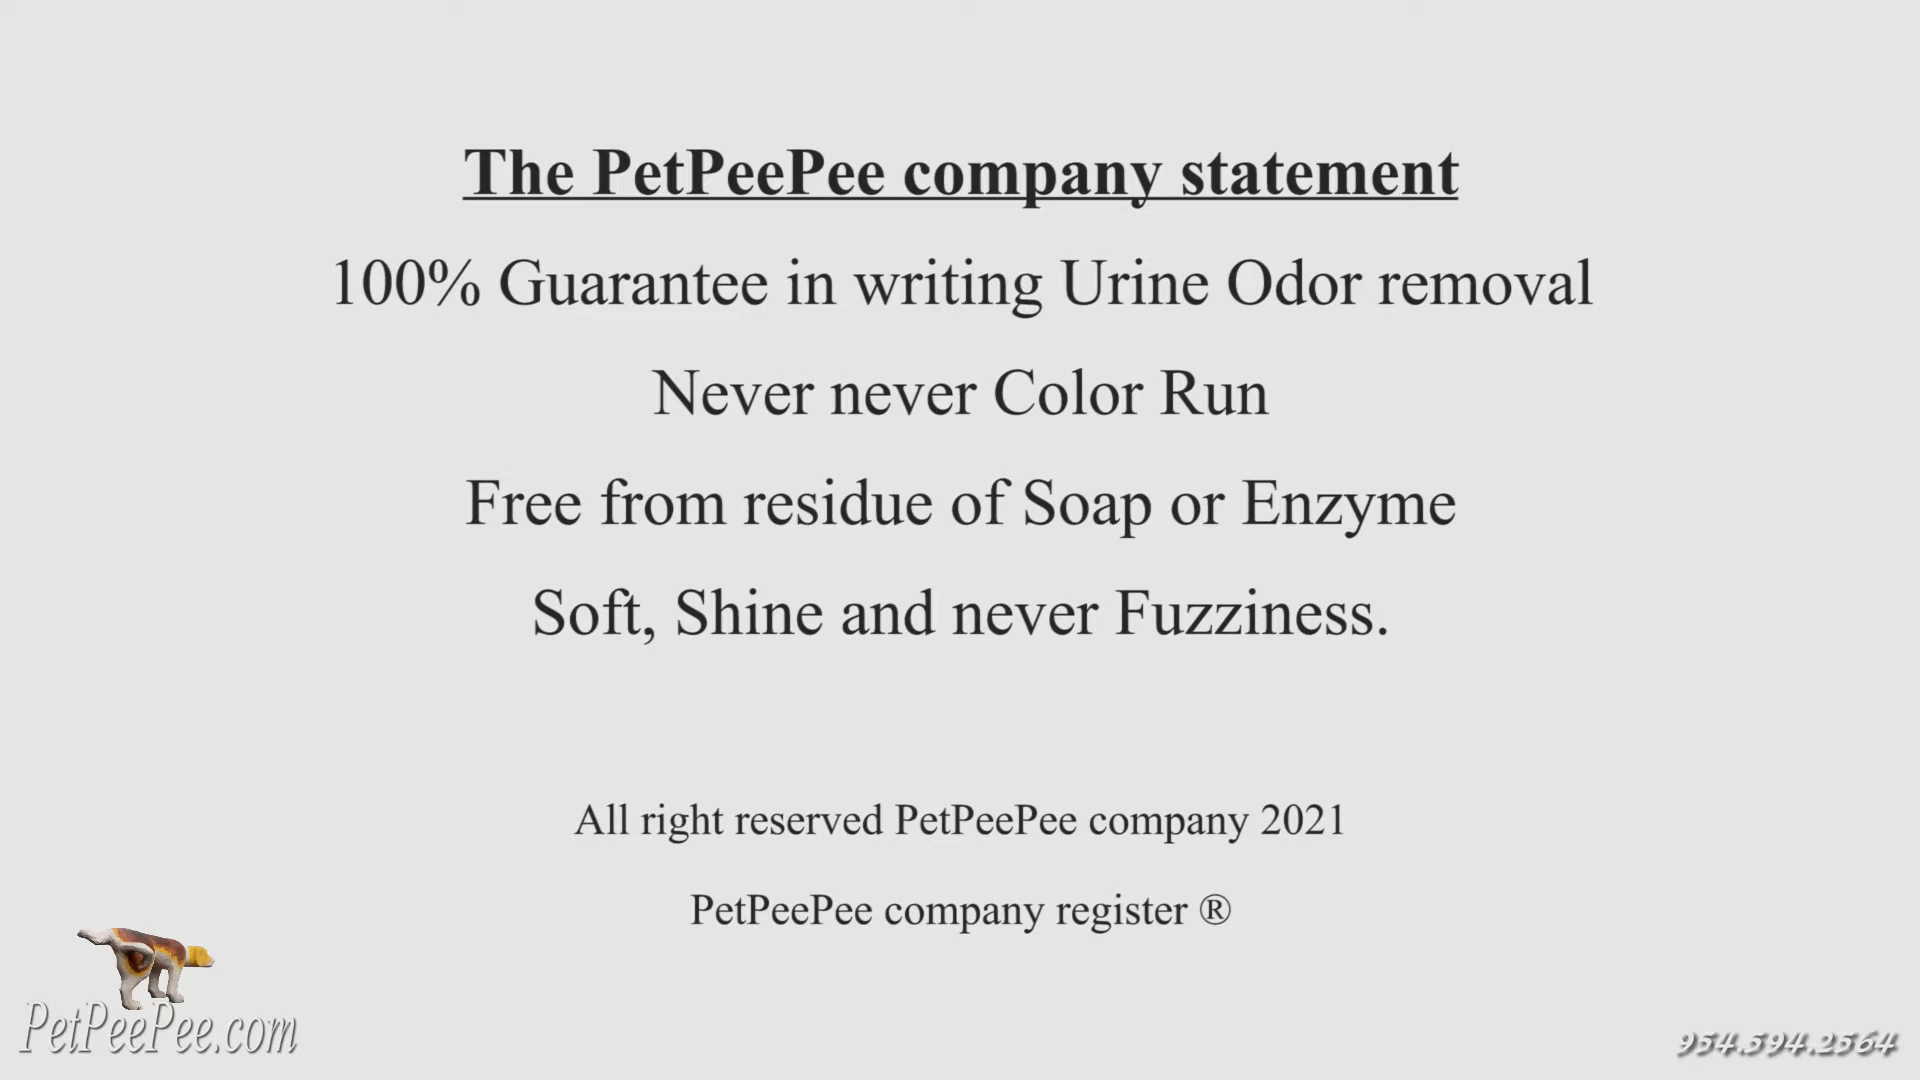 The PetPeePee company statement
100% Guarantee in writing Urine Odor removal
Never never Color Run
Free from residue of Soap or Enzyme
Soft, Shine and never Fuzziness.
All right reserved PetPeePee company 2021
PetPeePee company register ®
PetPeePee.com
954.594.2564